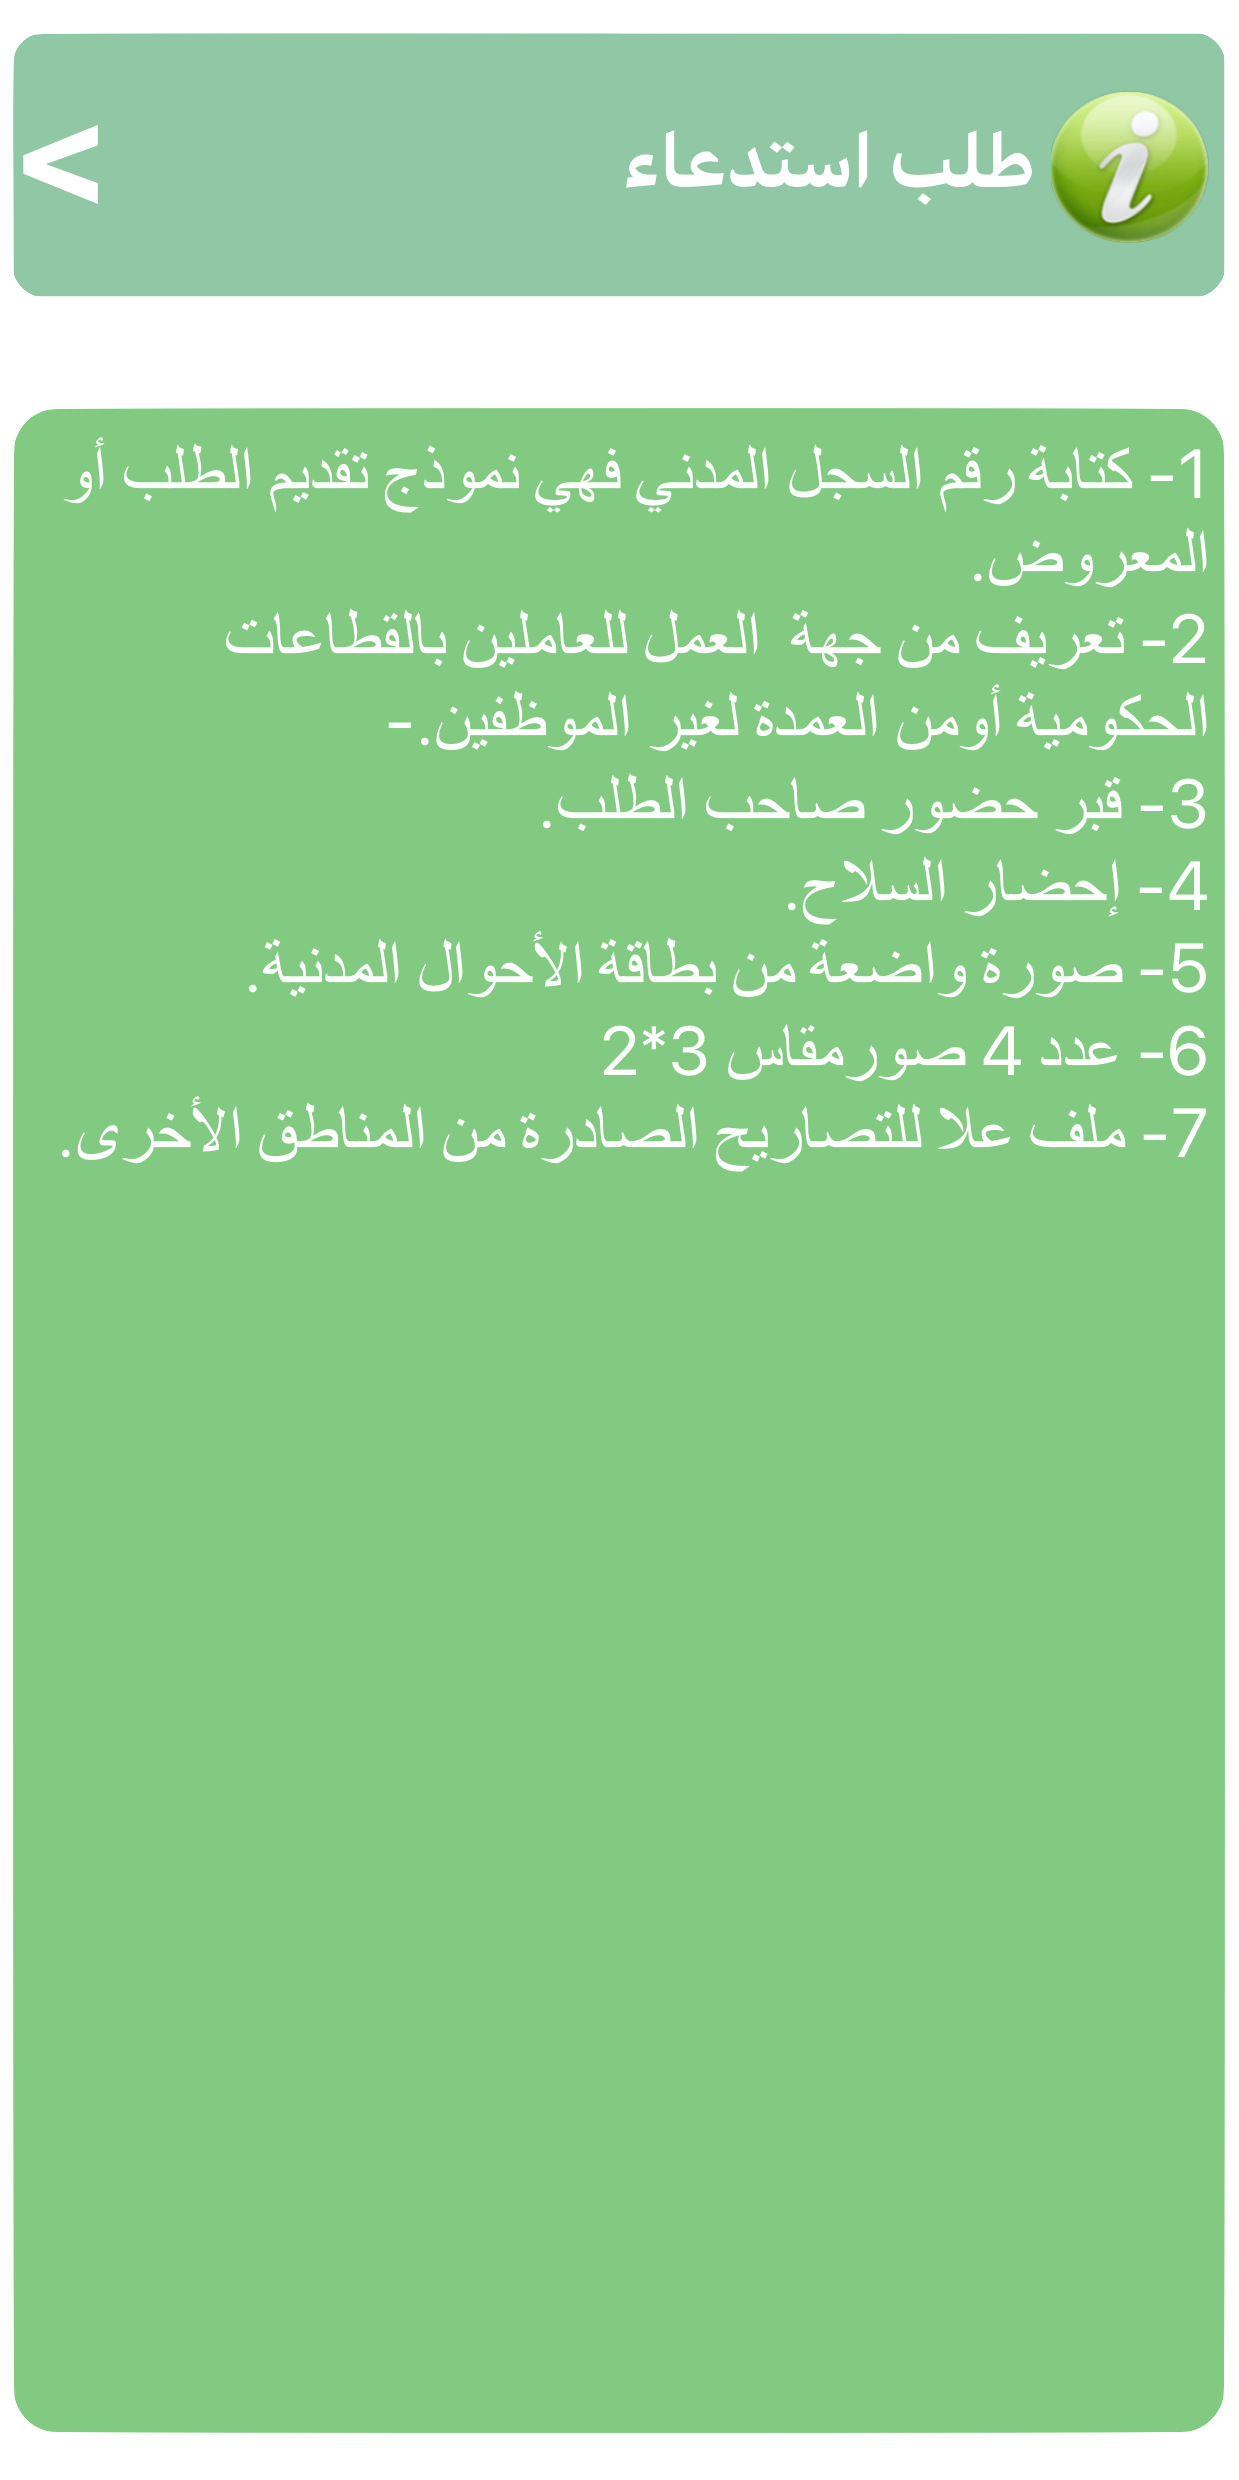 طلب استدعاء
<
1- كتابة رقم السجل المدني فهي نموذج تقديم الطلب أو
المعروض.
2- تعريف من جهة  العمل للعاملين بالقطاعات
الحكومية أومن العمدة لغير الموظفين.-
3- قبر حضور صاحب الطلب.
4- إحضار السلاح.
5- صورة واضعة من بطاقة الأحوال المدنية.
6- عدد 4 صورمقاس 3*2
7- ملف علا للتصاريح الصادرة من المناطق الأخرى.